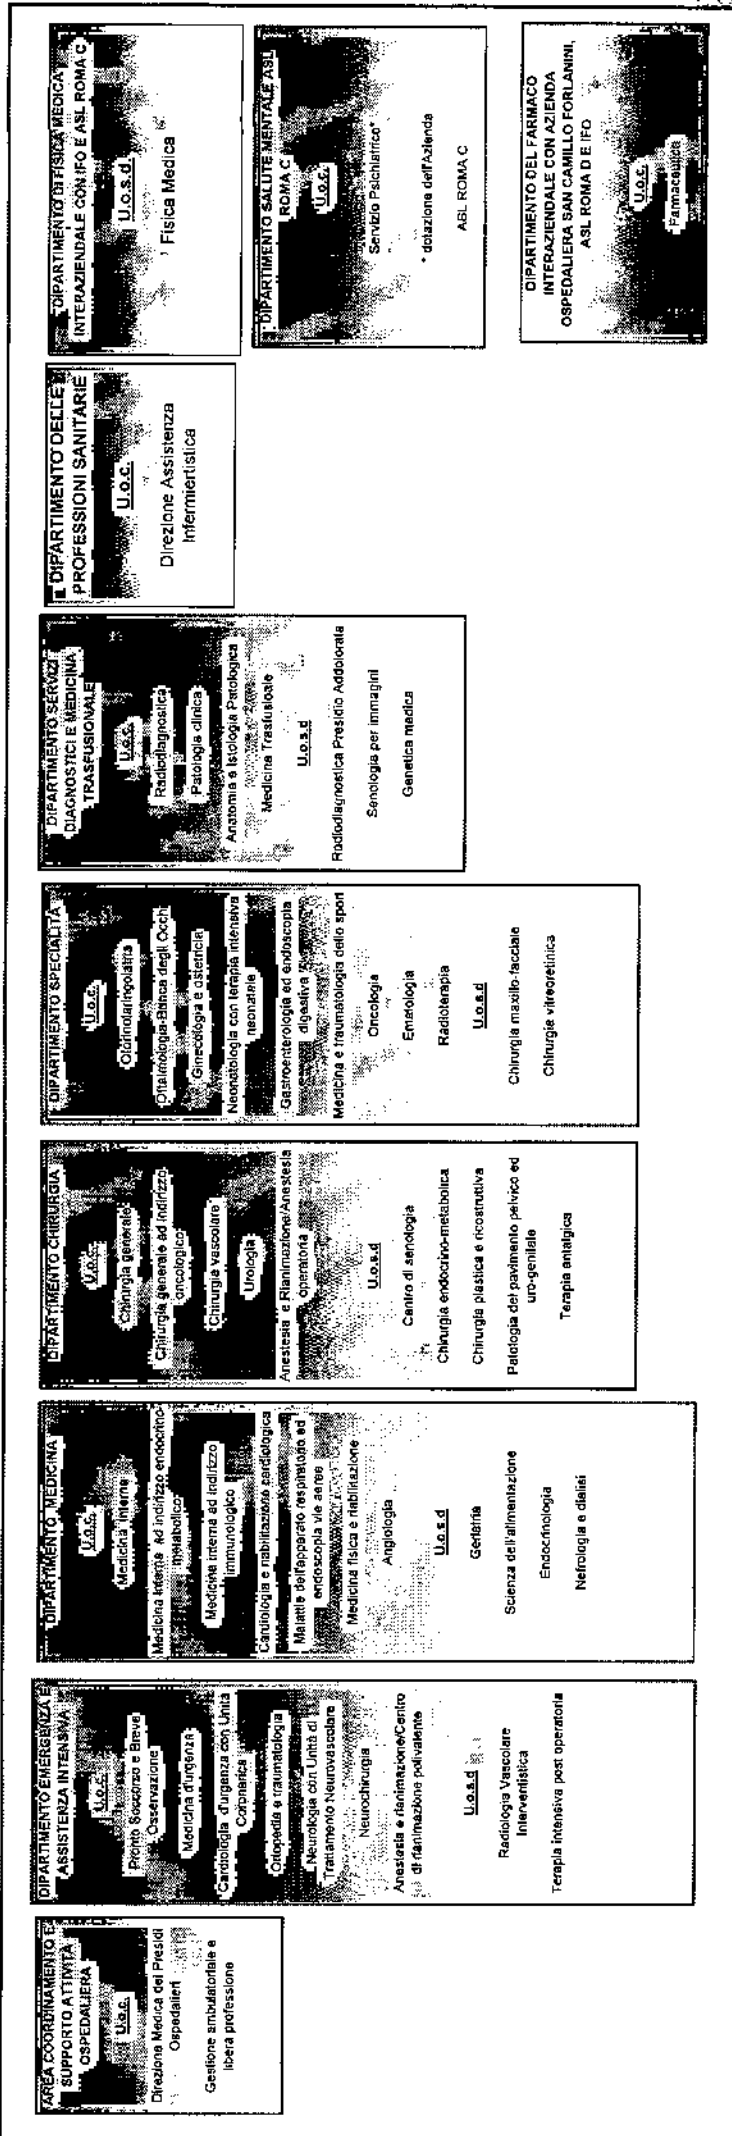 AREA COORDINAMENTO E
SUPPORTO ATTIVITÀ
OSPEDALIERA
U.o.c.
Direzione Medica dei Presidi
Ospedalieri
Gestione ambulatoriale e
libera professione
DIPARTIMENTO EMERGENZA E
ASSISTENZA INTENSIVA
U.o.c.
Pronto Soccorso e Breve
Osservazione
Medicina d'urgenza
Cardiologia d'urgenza con Unità
Coronarica
Ortopedia e traumatologia
Neurologia con Unità di
Trattamento Neurovascolare
Neurochirurgia
Anestesia e rianimazione/Centro
di rianimazione polivalente
U.o.s.d
Radiologia Vascolare
Interventistica
Terapia intensiva post operatoria
DIPARTIMENTO MEDICINA
U.o.c.
Medicina Interna
Medicina Interna ad indirizzo endocrino-
metabolico
Medicina interna ad indirizzo
immunologico
Cardiologia e riabilitazione cardiologica
Malattie dell'apparato respiratorio ed
endoscopia vie aeree
Medicina fisica e riabilitazione
Angiologia
U.o.s.d
Geriatria
Scienza dell'alimentazione
Endocrinologia
Nefrologia e dialisi
DIPARTIMENTO CHIRURGIA
U.o.c.
Chirurgia generale
Chirurgia generale ad indirizzo
oncologico
Chirurgia vascolare
Urologia
Anestesia e Rianimazione/Anestesia
operatoria
U.o.s.d
Centro di senologia
Chirurgia endocrino-metabolica
Chirurgia plastica e ricostruttiva
Patologia del pavimento pelvico ed
uro-genitale
Terapia antalgica
DIPARTIMENTO SPECIALITÀ
U.o.c.
Otorinolaringoiatria
Oftalmologia-Banca degli Occhi
Ginecologia e ostetricia
Neonatologia con terapia intensiva
neonatale
Gastroenterologia ed endoscopia
digestiva
Medicina e traumatologia dello sport
Oncologia
Ematologia
Radioterapia
U.o.s.d
Chirurgia maxillo-facciale
Chirurgia vitreoretinica
DIPARTIMENTO SERVIZI
DIAGNOSTICI E MEDICINA
TRASFUSIONALE
U.o.c.
Radiodiagnostica
Patologia clinica
Anatomia e Istologia Patologica
Medicina Trasfusioale
U.o.s.d
Radiodiagnostica Presidio Addolorata
Senologia per immagini
Genetica medica
DIPARTIMENTO DELLE
PROFESSIONI SANITARIE
U.o.c.
Direzione Assistenza
Infermiertistica
DIPARTIMENTO DI FISICA MEDICA
INTERAZIENDALE CON IFO E ASL ROMA C
U.o.s.d.
Fisica Medica
DIPARTIMENTO SALUTE MENTALE ASL
ROMA C
U.o.c.
Servizio Psichiatrico*
* dotazione dell'Azienda
ASL ROMA C
DIPARTIMENTO DEL FARMACO
INTERAZIENDALE CON AZIENDA
OSPEDALIERA SAN CAMILLO FORLANINI,
ASL ROMA D E IFO
U.o.c.
Farmaceutica